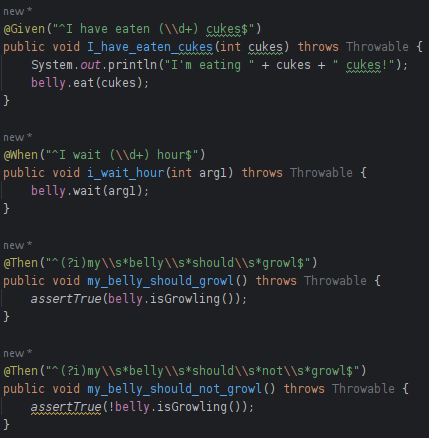 new *
@Given("^I have eaten (\\d+) cukes$")
public void I_have_eaten_cukes(int cukes) throws Throwable {
    System.out.println("I'm eating " + cukes + " cukes!");
    belly.eat(cukes);
}
new *
@When("^I wait (\\d+) hour$")
public void i_wait_hour(int arg1) throws Throwable {
    belly.wait(arg1);
}
new *
@Then("^(?i)my\\s*belly\\s*should\\s*growl$")
public void my_belly_should_growl() throws Throwable {
    assertTrue(belly.isGrowling());
}
new *
@Then("^(?i)my\\s*belly\\s*should\\s*not\\s*growl$")
public void my_belly_should_not_growl() throws Throwable {
    assertTrue(!belly.isGrowling());
}